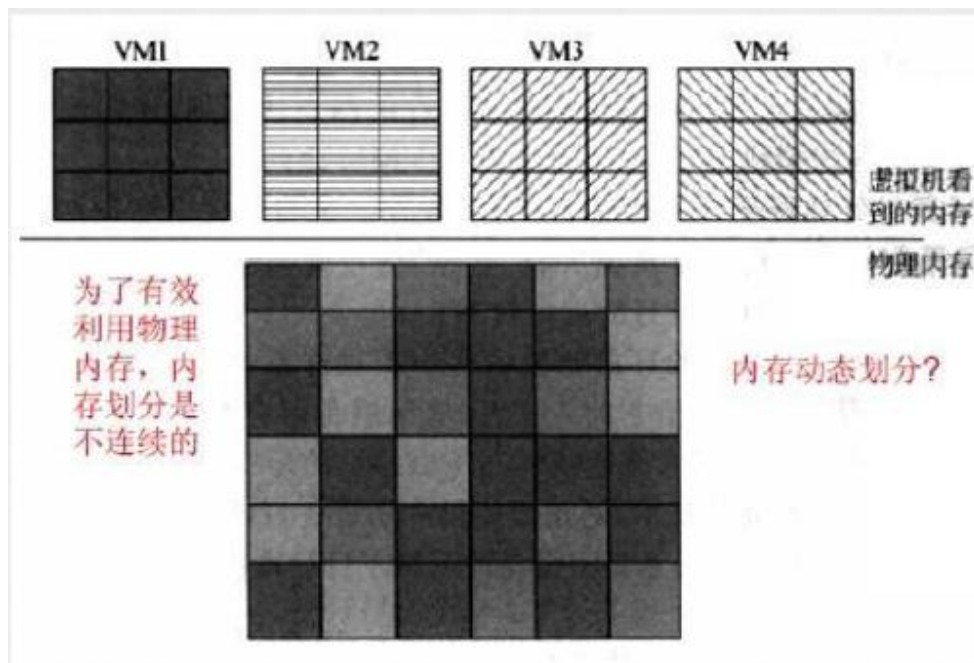 VM1 VM2 VM3 VM4
虚拟机看
到的内存
物理内存
为了有效
利用物理
内存，内
存划分是
不连续的
内存动态划分?